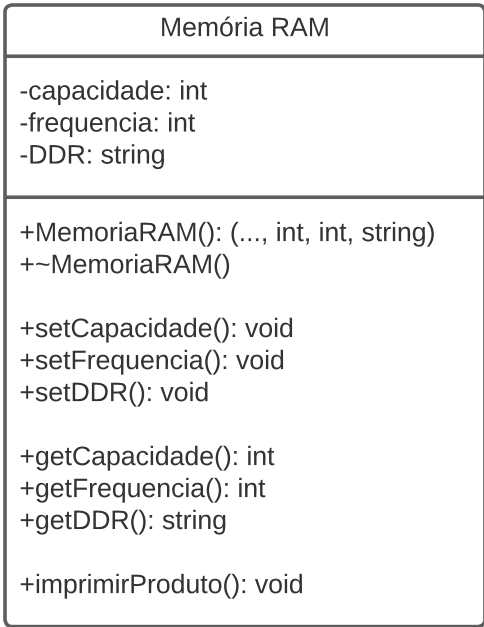 Memória RAM
-capacidade: int
-frequencia: int
-DDR: string
+MemoriaRAM(): (..., int, int, string)
+~MemoriaRAM()
+setCapacidade(): void
+setFrequencia(): void
+setDDR(): void
+getCapacidade(): int
+getFrequencia(): int
+getDDR(): string
+imprimirProduto(): void